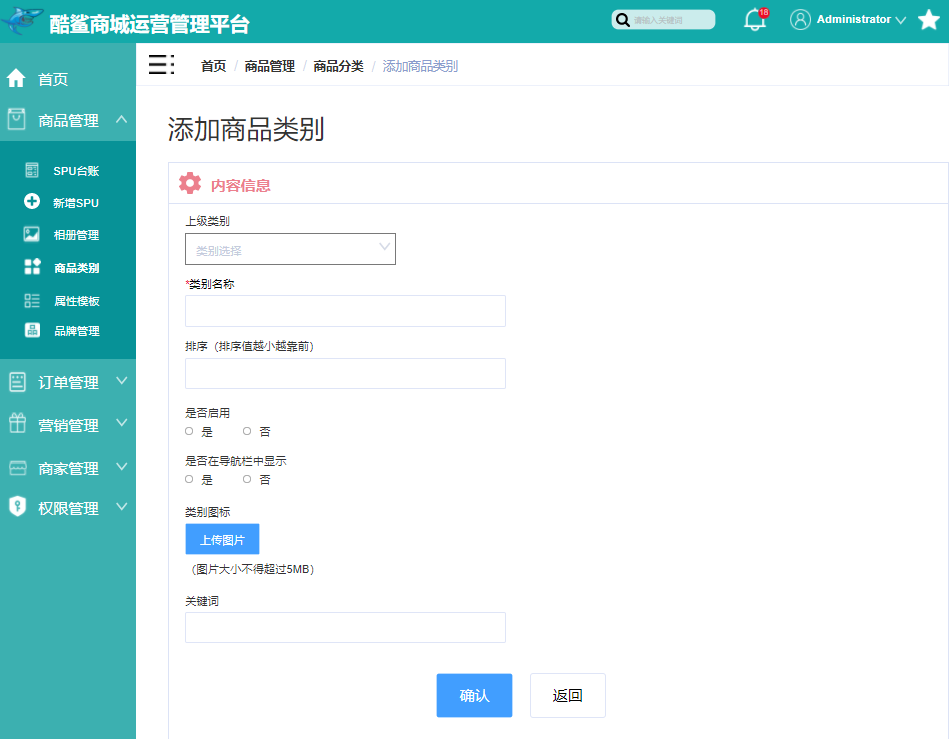 酷鲨商城运营管理平台
请输入关键词
18
Administrator
首页
商品管理
SPU台账
新增SPU
相册管理
商品类别
属性模板
品牌管理
订单管理
营销管理
商家管理
权限管理
首页 / 商品管理 / 商品分类 / 添加商品类别
添加商品类别
内容信息
上级类别
类别选择
*类别名称
排序（排序值越小越靠前）
是否启用
是 否
是否在导航栏中显示
是 否
类别图标
上传图片
（图片大小不得超过5MB）
关键词
确认 返回